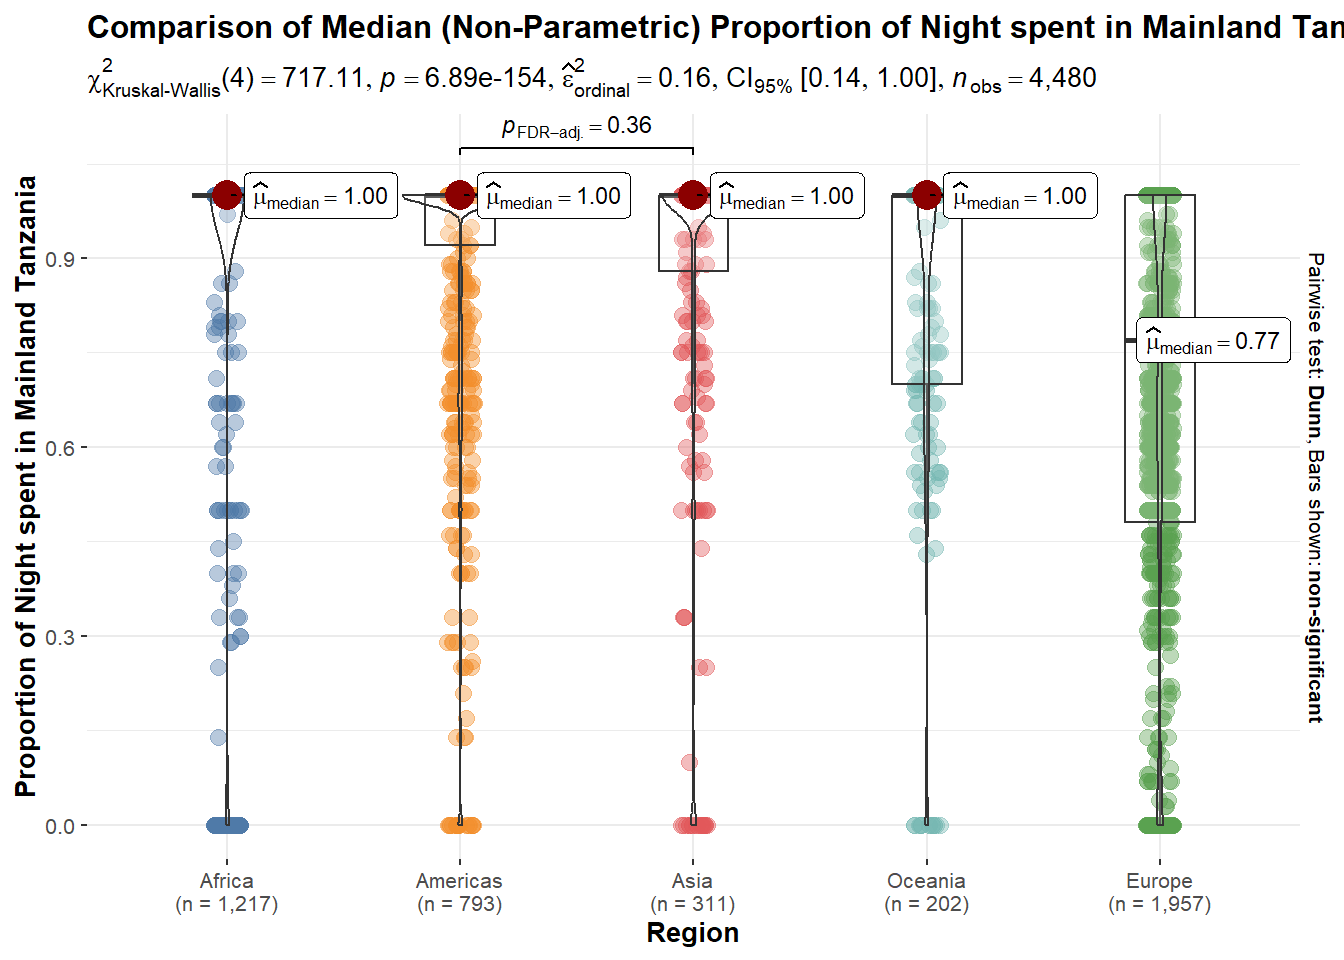 Comparison of Median (Non-Parametric) Proportion of Night spent in Mainland Tan
χ²Kruskal-Wallis(4) = 717.11, p = 6.89e-154, ε̂²ordinal = 0.16, CI95% [0.14, 1.00], nobs = 4,480
pFDR−adj. = 0.36
μ̂median = 1.00
μ̂median = 1.00
μ̂median = 1.00
μ̂median = 1.00
μ̂median = 0.77
0.9
0.6
0.3
0.0
Proportion of Night spent in Mainland Tanzania
Pairwise test: Dunn, Bars shown: non-significant
Africa
(n = 1,217)
Americas
(n = 793)
Asia
(n = 311)
Oceania
(n = 202)
Europe
(n = 1,957)
Region